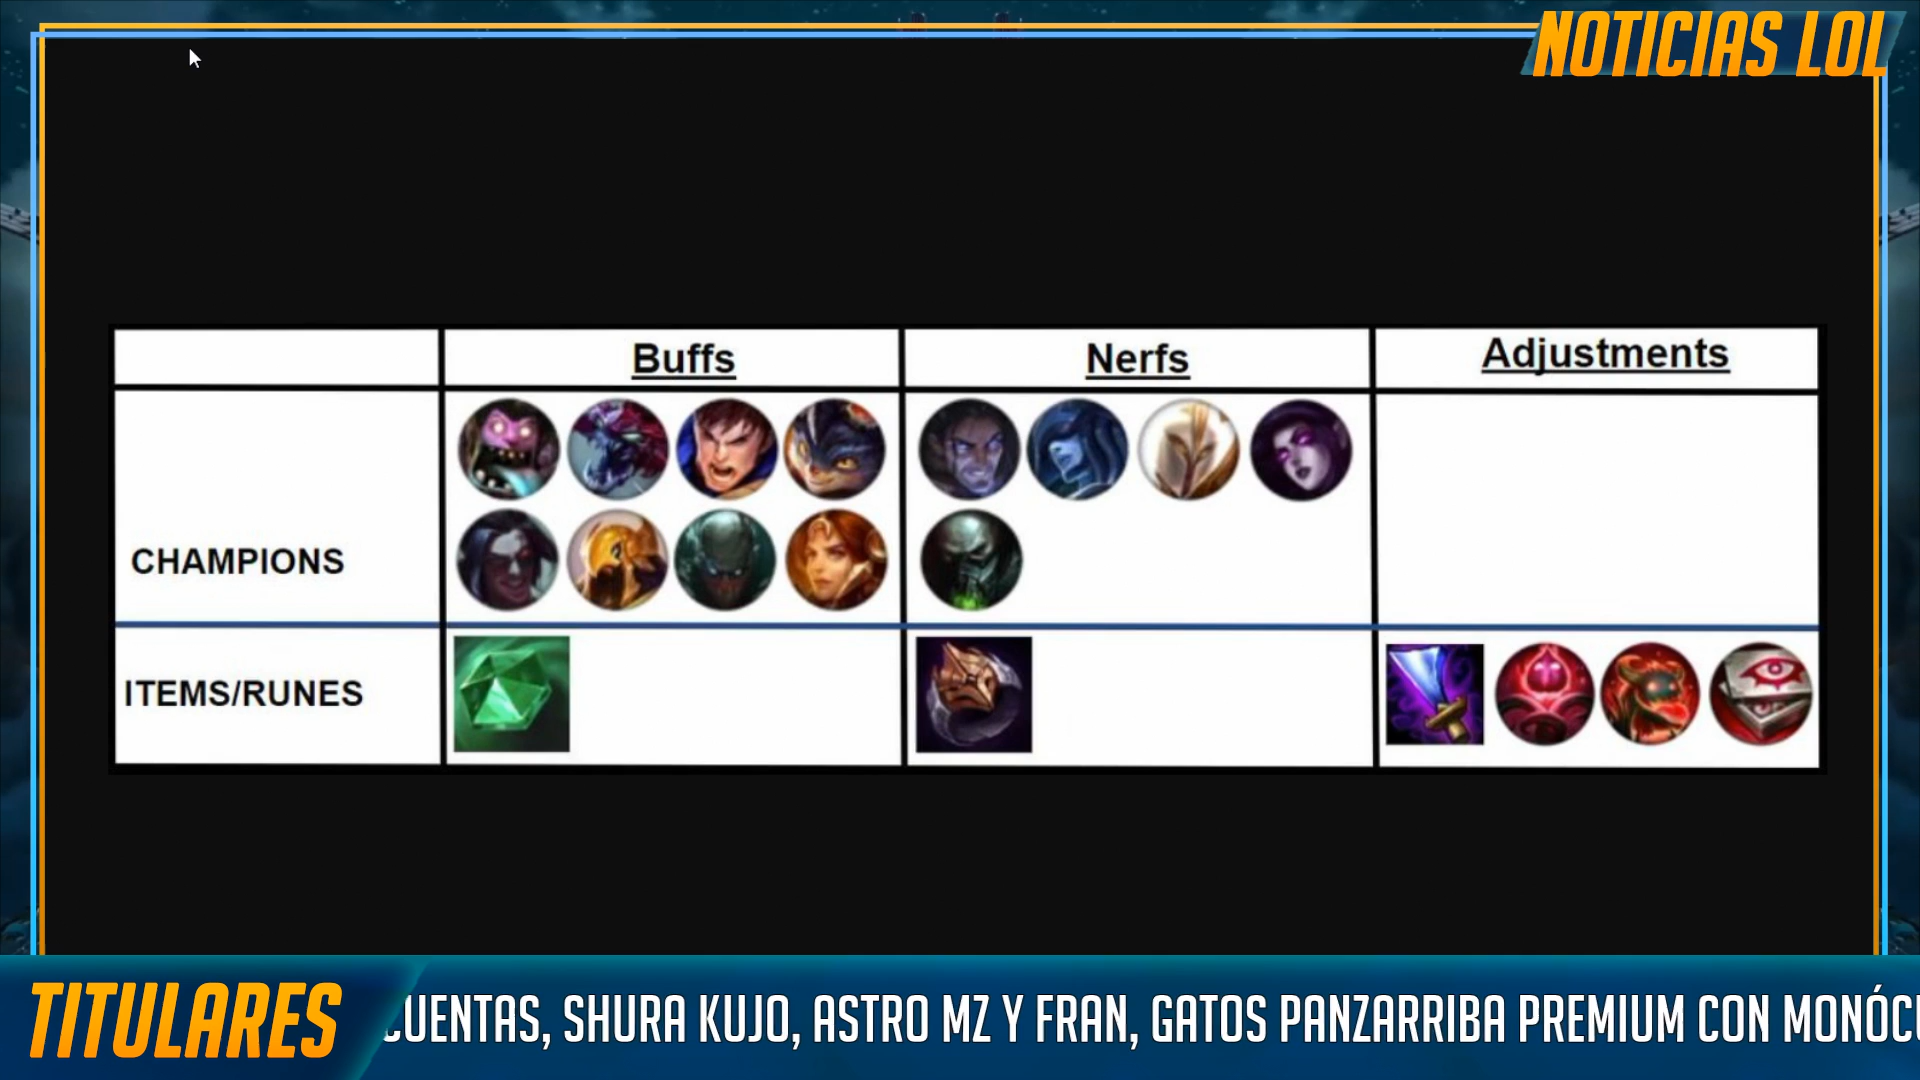 NOTICIAS LOL
Buffs
Nerfs
Adjustments
CHAMPIONS
ITEMS/RUNES
TITULARES
CUENTAS, SHURA KUJO, ASTRO MZ Y FRAN, GATOS PANZARRIBA PREMIUM CON MONÓC